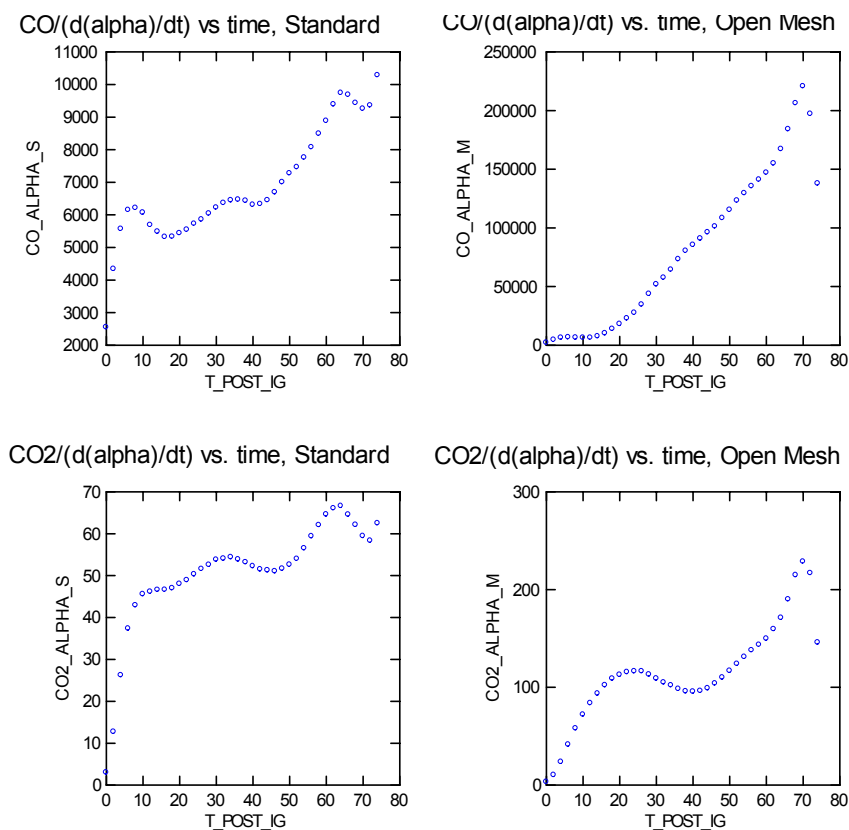 CO/(d(alpha)/dt) vs time, Standard
11000
10000
9000
8000
7000
6000
5000
4000
3000
2000
CO_ALPHA_S
0 10 20 30 40 50 60 70 80
T_POST_IG
CO/(d(alpha)/dt) vs. time, Open Mesh
250000
200000
150000
100000
50000
0
CO_ALPHA_M
0 10 20 30 40 50 60 70 80
T_POST_IG
CO2/(d(alpha)/dt) vs. time, Standard
70
60
50
40
30
20
10
0
CO2_ALPHA_S
0 10 20 30 40 50 60 70 80
T_POST_IG
CO2/(d(alpha)/dt) vs. time, Open Mesh
300
200
100
0
CO2_ALPHA_M
0 10 20 30 40 50 60 70 80
T_POST_IG